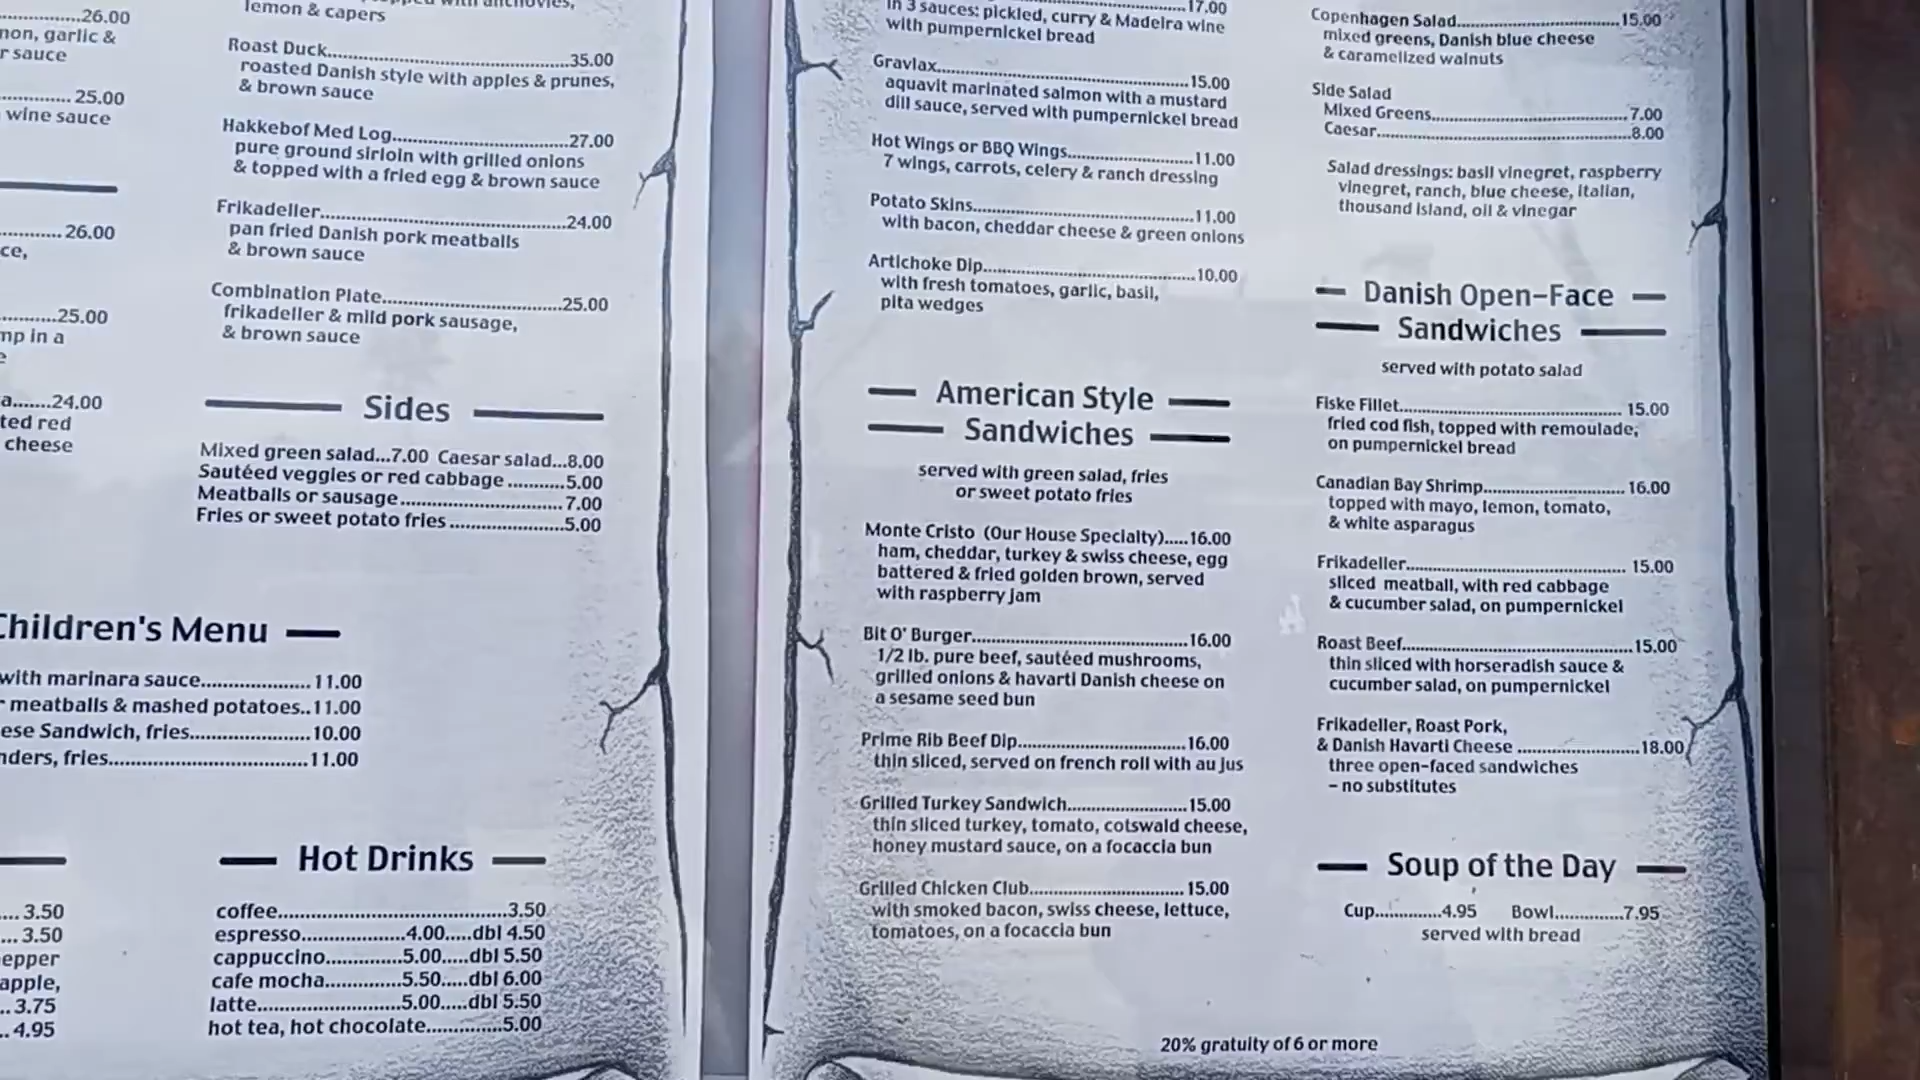 26.00
lemon, garlic &
r sauce
25.00
wine sauce
26.00
ce,
25.00
mp in a
24.00
ted red
cheese
lemon & capers
Roast Duck...35.00
roasted Danish style with apples & prunes,
& brown sauce
Hakkebof Med Log...27.00
pure ground sirloin with grilled onions
& topped with a fried egg & brown sauce
Frikadeller...24.00
pan fried Danish pork meatballs
& brown sauce
Combination Plate...25.00
frikadeller & mild pork sausage,
& brown sauce
Sides
Mixed green salad...7.00 Caesar salad...8.00
Sautéed veggies or red cabbage...5.00
Meatballs or sausage...7.00
Fries or sweet potato fries...5.00
Children's Menu
with marinara sauce...11.00
meatballs & mashed potatoes..11.00
ese Sandwich, fries...10.00
nders, fries...11.00
3.50
3.50
epper
apple,
3.75
4.95
Hot Drinks
coffee...3.50
espresso...4.00.....dbl 4.50
cappuccino...5.00.....dbl 5.50
cafe mocha...5.50.....dbl 6.00
latte...5.00.....dbl 5.50
hot tea, hot chocolate...5.00
17.00
in 3 sauces: pickled, curry & Madeira wine
with pumpernickel bread
Gravlax...15.00
aquavit marinated salmon with a mustard
dill sauce, served with pumpernickel bread
Hot Wings or BBQ Wings...11.00
7 wings, carrots, celery & ranch dressing
Potato Skins...11.00
with bacon, cheddar cheese & green onions
Artichoke Dip...10.00
with fresh tomatoes, garlic, basil,
pita wedges
American Style
Sandwiches
served with green salad, fries
or sweet potato fries
Monte Cristo (Our House Specialty).....16.00
ham, cheddar, turkey & swiss cheese, egg
battered & fried golden brown, served
with raspberry jam
Bit O' Burger...16.00
1/2 lb. pure beef, sautéed mushrooms,
grilled onions & havarti Danish cheese on
a sesame seed bun
Prime Rib Beef Dip...16.00
thin sliced, served on french roll with au jus
Grilled Turkey Sandwich...15.00
thin sliced turkey, tomato, cotswald cheese,
honey mustard sauce, on a focaccia bun
Grilled Chicken Club...15.00
with smoked bacon, swiss cheese, lettuce,
tomatoes, on a focaccia bun
Copenhagen Salad...15.00
mixed greens, Danish blue cheese
& caramelized walnuts
Side Salad
Mixed Greens...7.00
Caesar...8.00
Salad dressings: basil vinegret, raspberry
vinegret, ranch, blue cheese, italian,
thousand island, oil & vinegar
Danish Open-Face
Sandwiches
served with potato salad
Fiske Fillet...15.00
fried cod fish, topped with remoulade,
on pumpernickel bread
Canadian Bay Shrimp...16.00
topped with mayo, lemon, tomato,
& white asparagus
Frikadeller...15.00
sliced meatball, with red cabbage
& cucumber salad, on pumpernickel
Roast Beef...15.00
thin sliced with horseradish sauce &
cucumber salad, on pumpernickel
Frikadeller, Roast Pork,
& Danish Havarti Cheese...18.00
three open-faced sandwiches
- no substitutes
Soup of the Day
Cup...4.95 Bowl...7.95
served with bread
20% gratuity of 6 or more